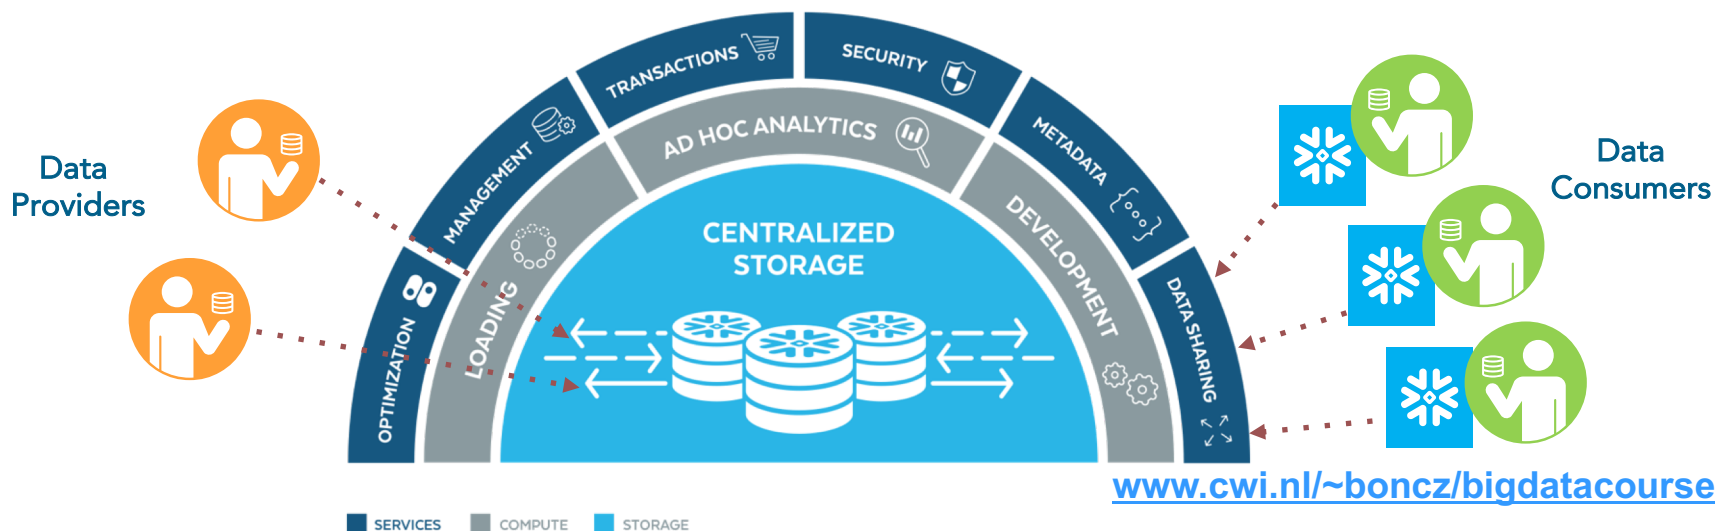 Data
Providers
OPTIMIZATION
MANAGEMENT
TRANSACTIONS
SECURITY
METADATA
DATA SHARING
LOADING
AD HOC ANALYTICS
DEVELOPMENT
CENTRALIZED
STORAGE
Data
Consumers
www.cwi.nl/~boncz/bigdatacourse
SERVICES
COMPUTE
STORAGE